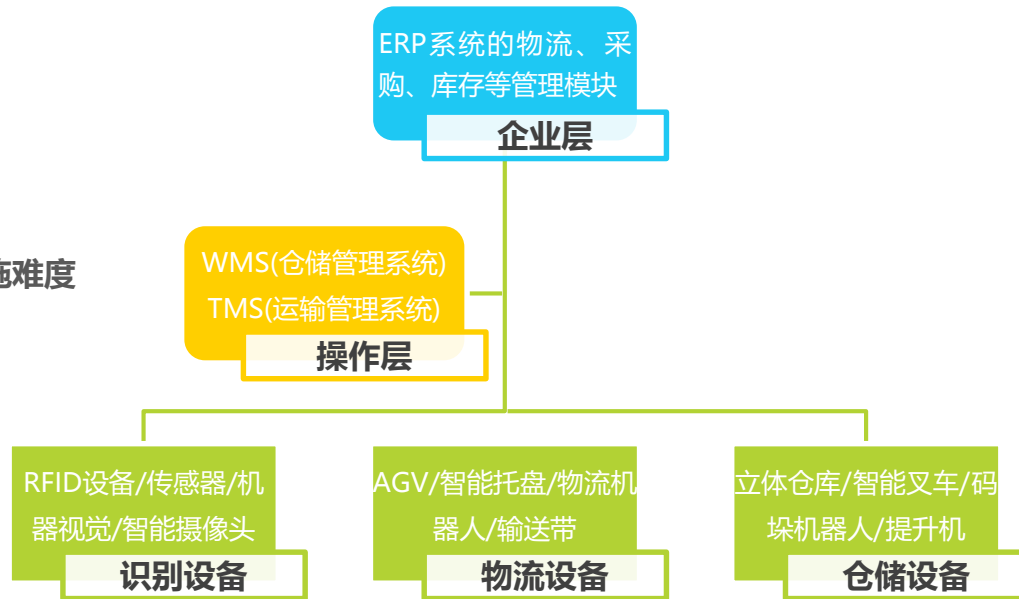 ERP系统的物流、采
购、库存等管理模块
企业层
施难度
WMS(仓储管理系统)
TMS(运输管理系统)
操作层
RFID设备/传感器/机
器视觉/智能摄像头
识别设备
AGV/智能托盘/物流机
器人/输送带
物流设备
立体仓库/智能叉车/码
垛机器人/提升机
仓储设备